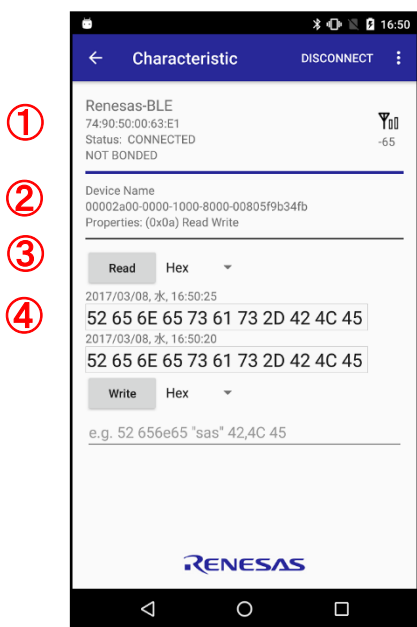 16:50
Characteristic DISCONNECT
①
Renesas-BLE
74:90:50:00:63:E1
Status: CONNECTED
-65
NOT BONDED
②
Device Name
00002a00-0000-1000-8000-00805f9b34fb
Properties: (0x0a) Read Write
③
Read Hex
④
2017/03/08, 水, 16:50:25
52 65 6E 65 73 61 73 2D 42 4C 45
2017/03/08, 水, 16:50:20
52 65 6E 65 73 61 73 2D 42 4C 45
Write Hex
e.g. 52 656e65 "sas" 42,4C 45
RENESAS